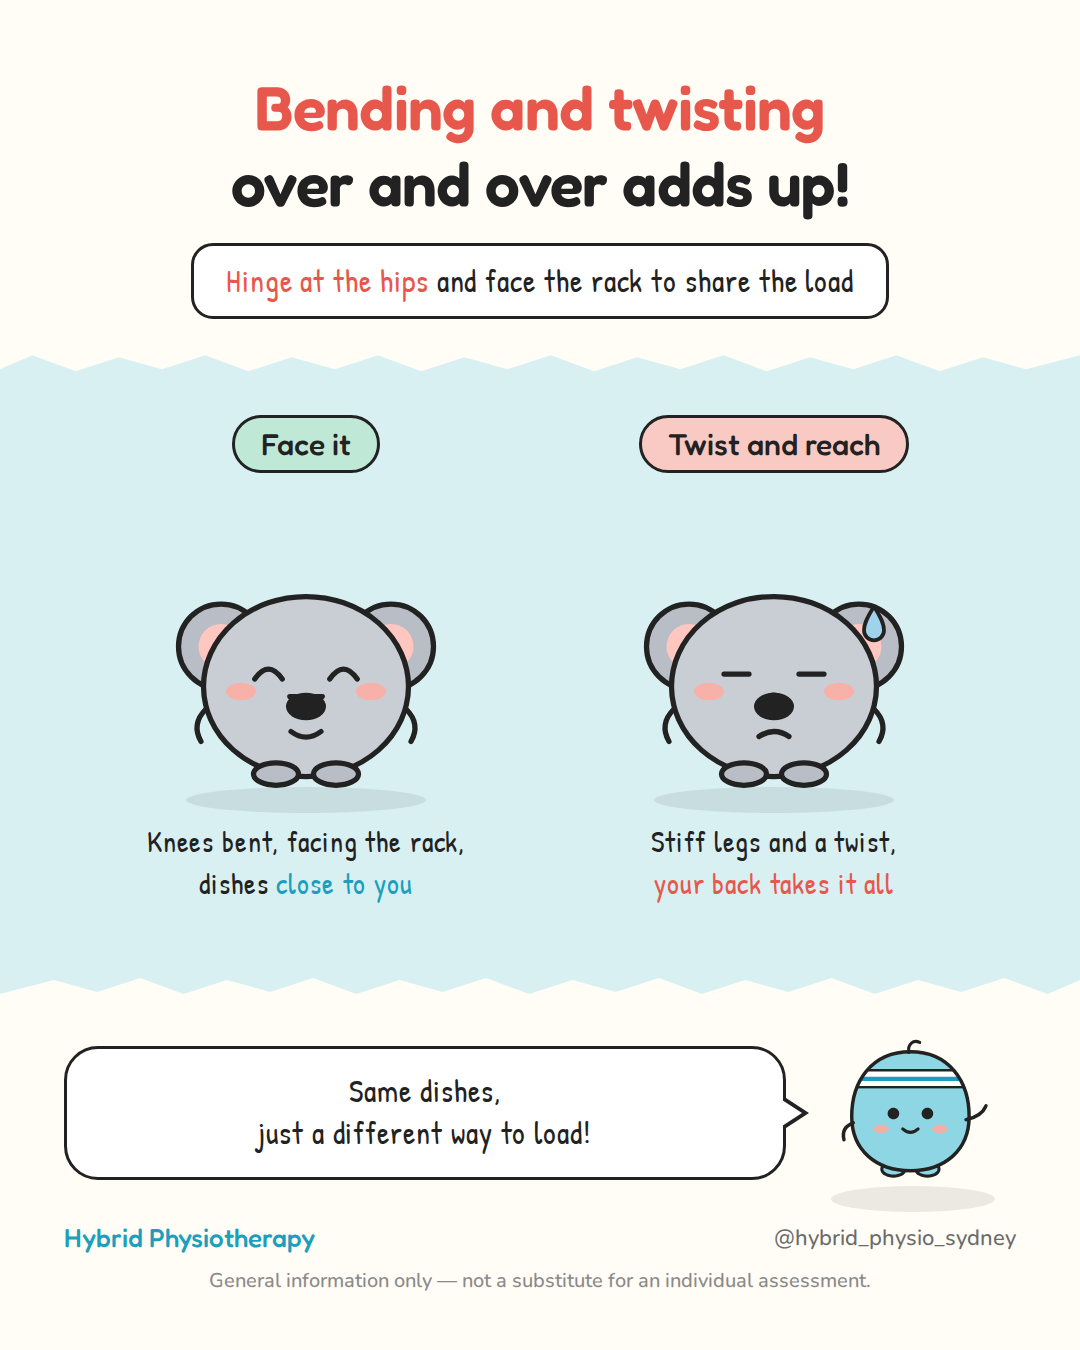 Bending and twisting
over and over adds up!
Hinge at the hips and face the rack to share the load
Face it
Twist and reach
Knees bent, facing the rack,
dishes close to you
Stiff legs and a twist,
your back takes it all
Same dishes,
just a different way to load!
Hybrid Physiotherapy
@hybrid_physio_sydney
General information only — not a substitute for an individual assessment.